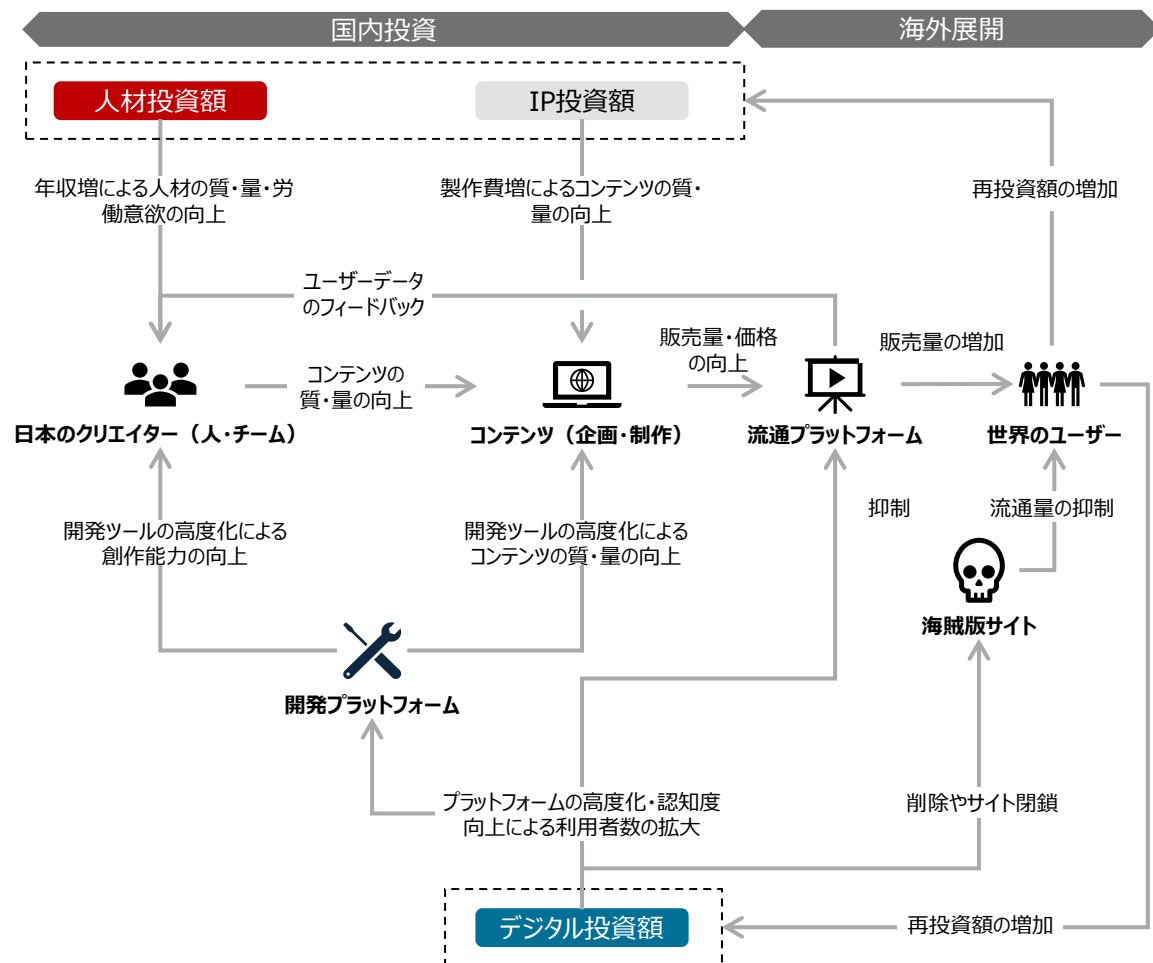 国内投資
海外展開
人材投資額
IP投資額
年収増による人材の質・量・労
働意欲の向上
製作費増によるコンテンツの質・
量の向上
再投資額の増加
ユーザーデータ
のフィードバック
販売量・価格
の向上
販売量の増加
コンテンツの
質・量の向上
日本のクリエイター（人・チーム）
コンテンツ（企画・制作）
流通プラットフォーム
世界のユーザー
開発ツールの高度化による
創作能力の向上
開発ツールの高度化による
コンテンツの質・量の向上
抑制
流通量の抑制
海賊版サイト
開発プラットフォーム
プラットフォームの高度化・認知度
向上による利用者数の拡大
削除やサイト閉鎖
デジタル投資額
再投資額の増加